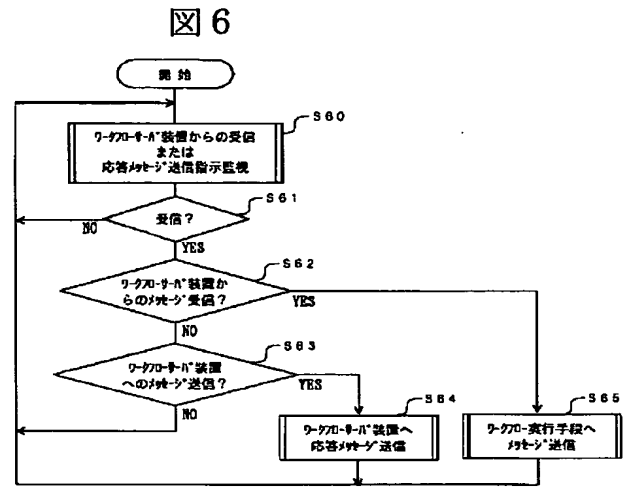 図6
開始
S60
ワークフローサーバ装置からの受信
または
応答メッセージ送信指示監視
S61
受信？
NO
YES
S62
ワークフローサーバ装置か
らのメッセージ受信？
YES
NO
S63
ワークフローサーバ装置
へのメッセージ送信？
YES
NO
S64
ワークフローサーバ装置へ
応答メッセージ送信
S65
ワークフロー実行手段へ
メッセージ送信